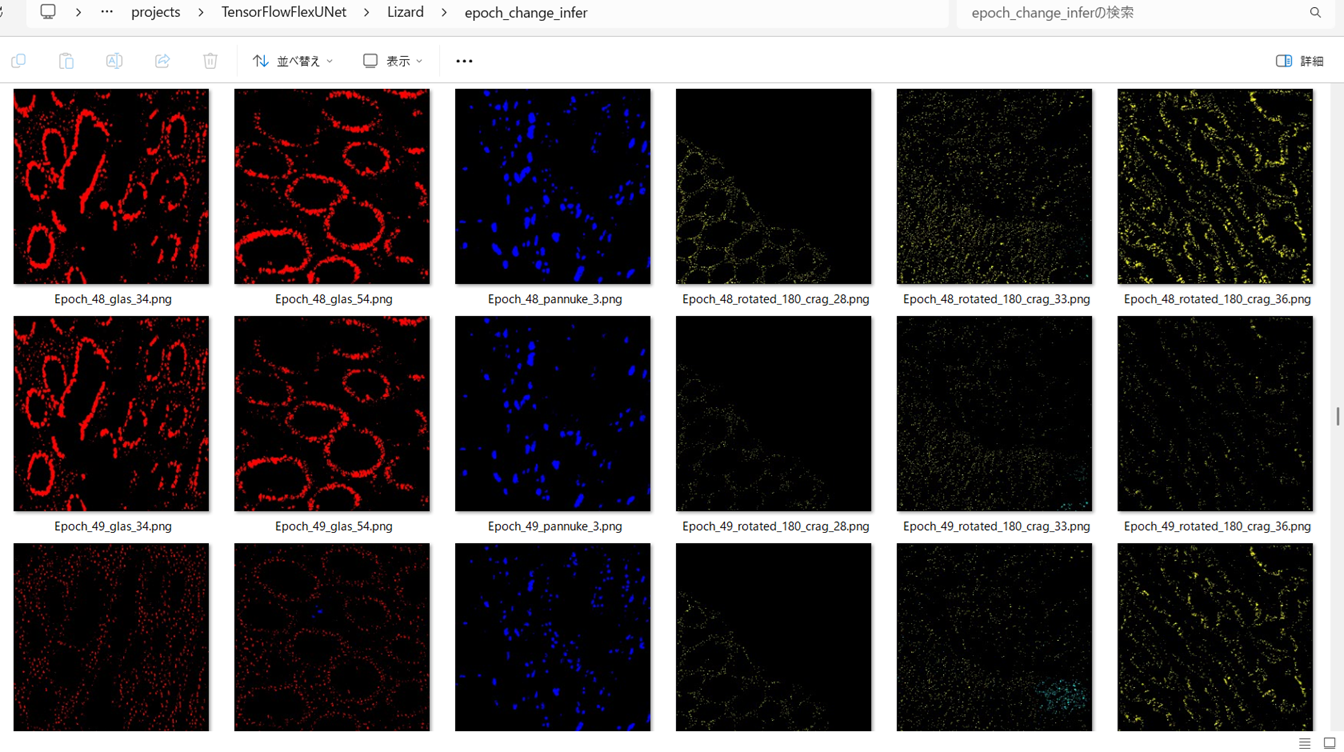 … projects TensorFlowFlexUNet Lizard epoch_change_infer epoch_change_inferの検索
並べ替え 表示 … 詳細
Epoch_48_glas_34.png Epoch_48_glas_54.png Epoch_48_pannuke_3.png Epoch_48_rotated_180_crag_28.png Epoch_48_rotated_180_crag_33.png Epoch_48_rotated_180_crag_36.png
Epoch_49_glas_34.png Epoch_49_glas_54.png Epoch_49_pannuke_3.png Epoch_49_rotated_180_crag_28.png Epoch_49_rotated_180_crag_33.png Epoch_49_rotated_180_crag_36.png